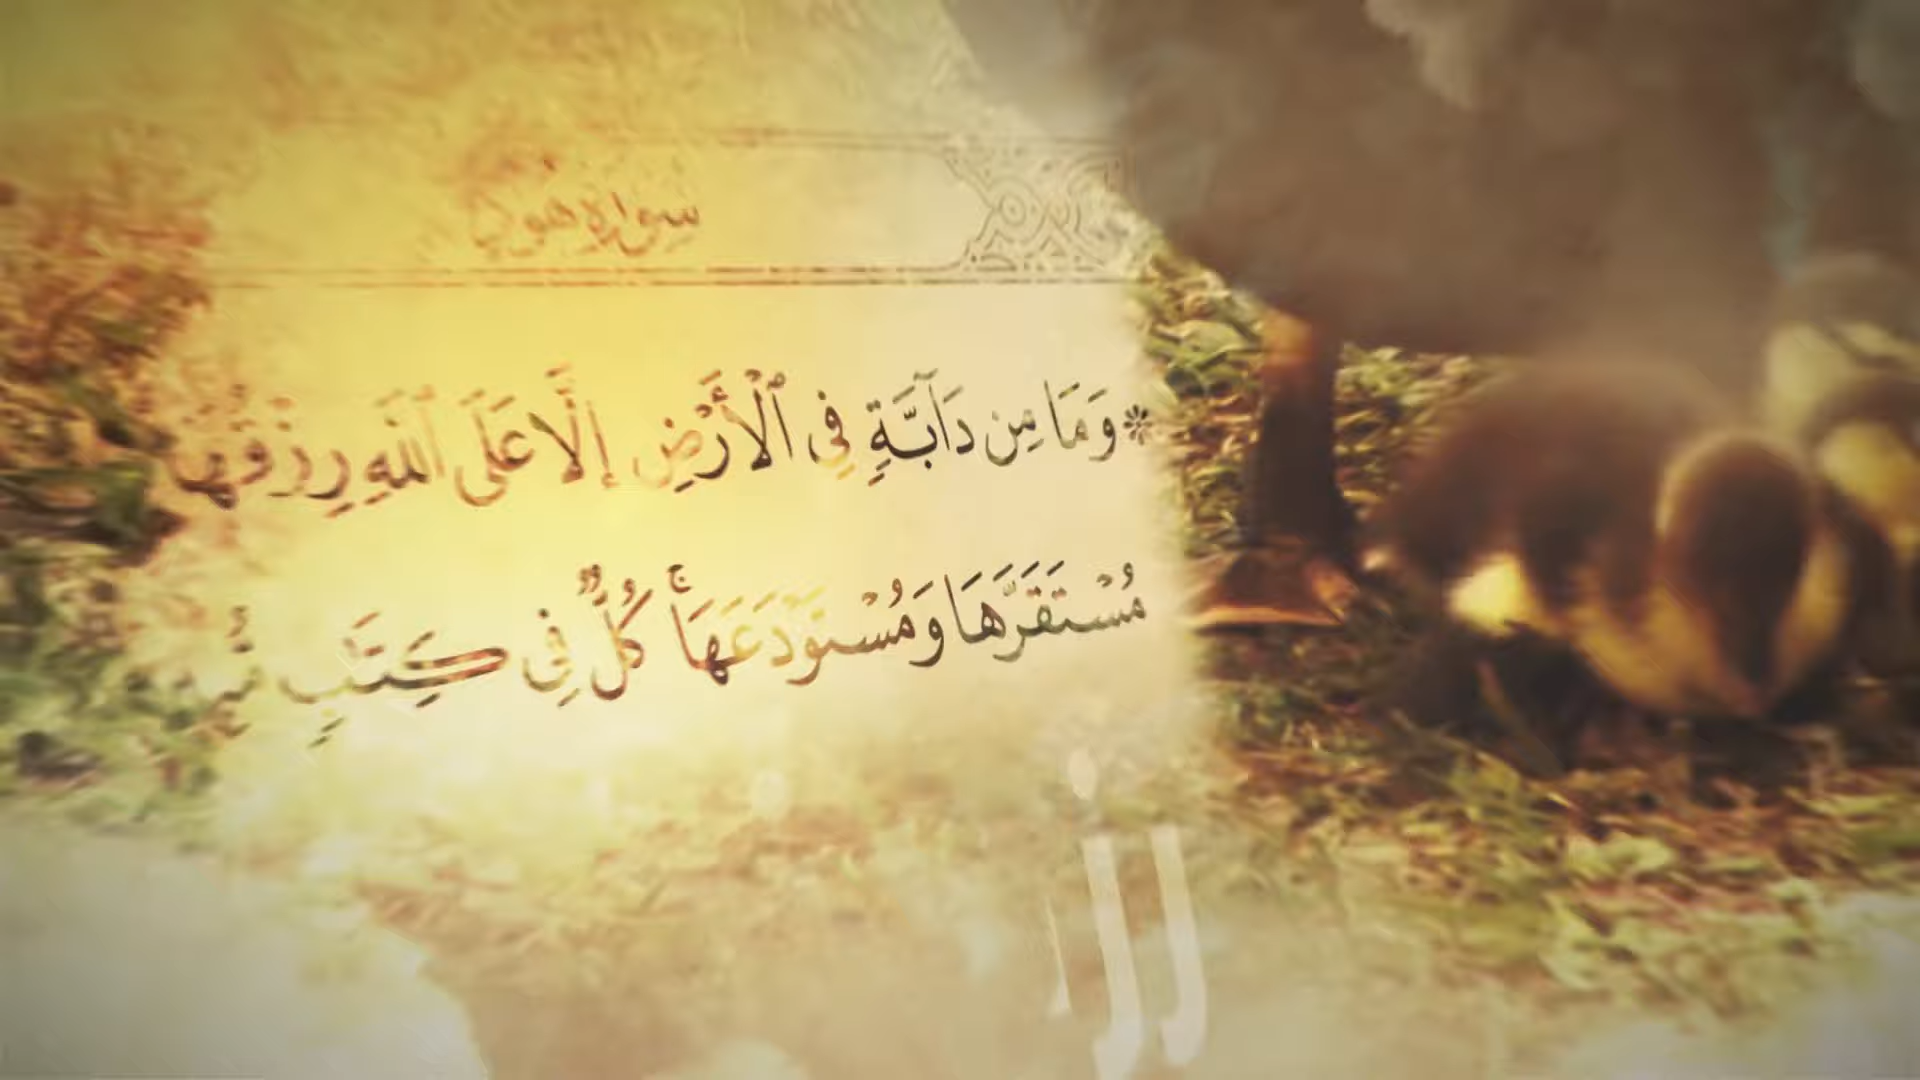 سورة هود
۞ وَمَا مِن دَآبَّةٍ فِي ٱلْأَرْضِ إِلَّا عَلَى ٱللَّهِ رِزْقُهَا
مُسْتَقَرَّهَا وَمُسْتَوْدَعَهَاۚ كُلٌّ فِي كِتَٰبٍ